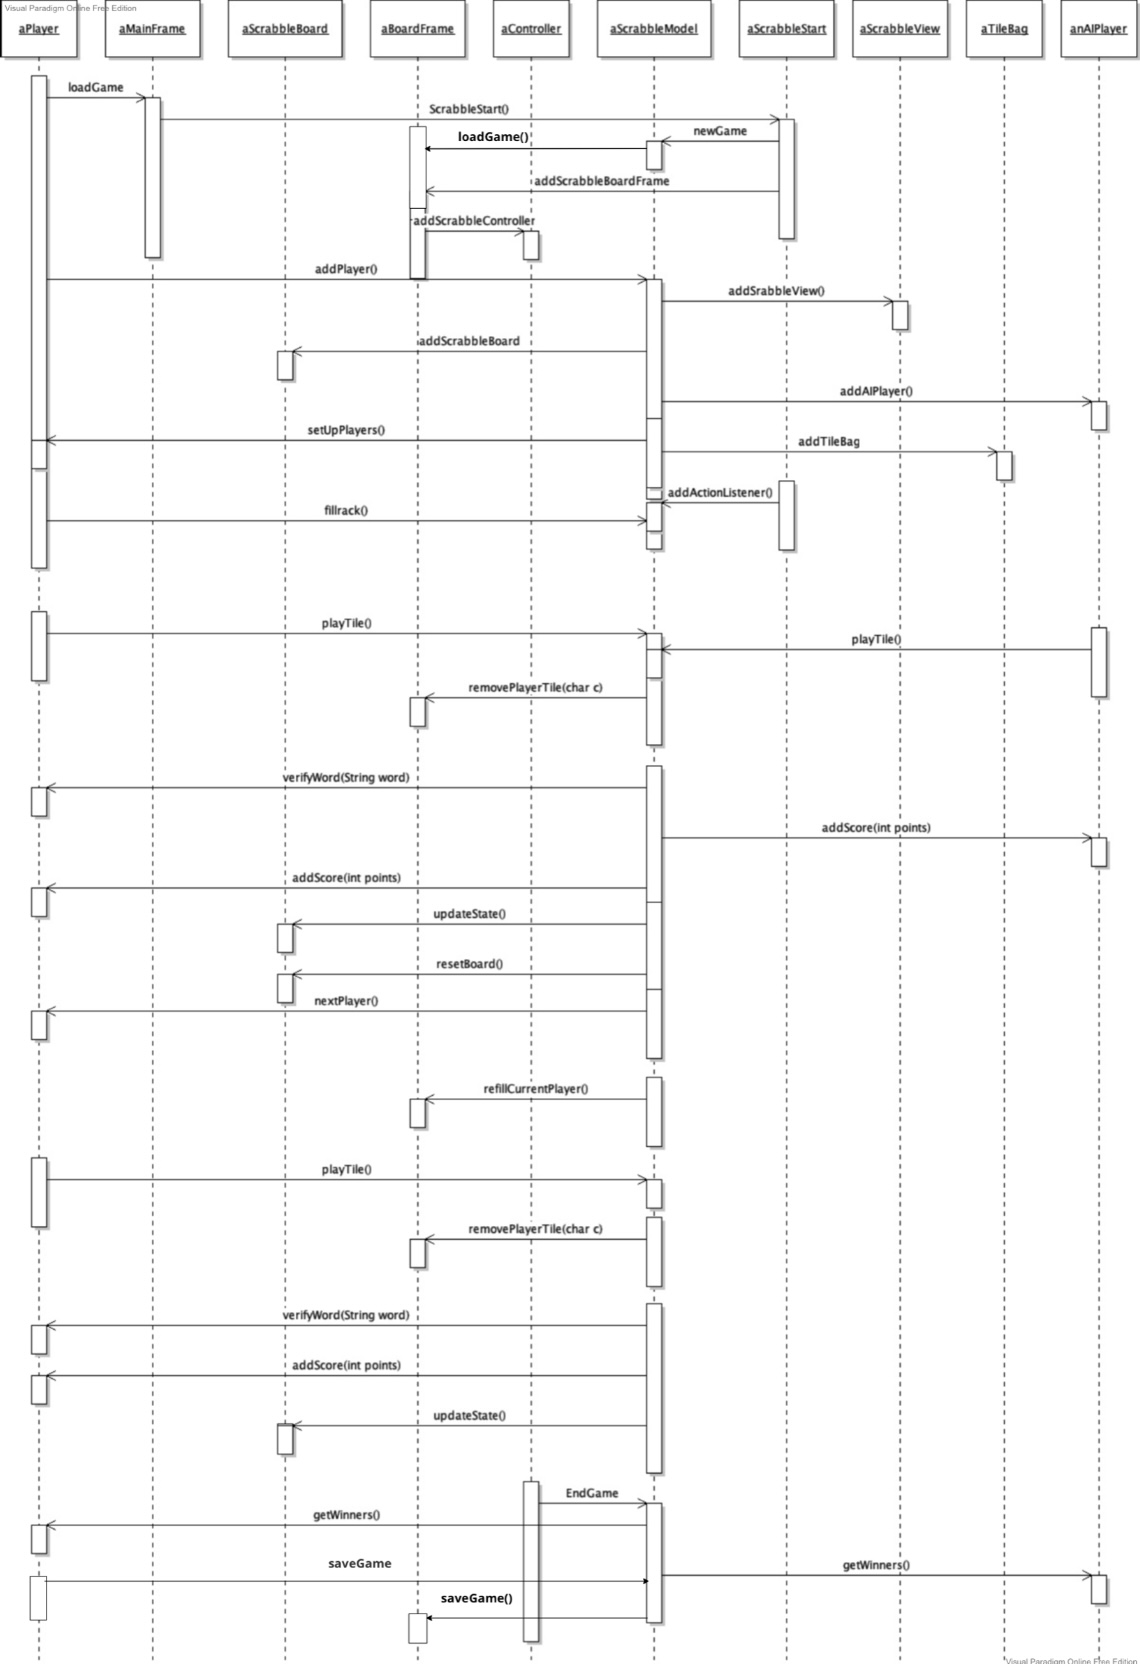 Visual Paradigm Online Free Edition
aPlayer aMainFrame aScrabbleBoard aBoardFrame aController aScrabbleModel aScrabbleStart aScrabbleView aTileBag anAIPlayer
loadGame
ScrabbleStart()
newGame
loadGame()
addScrabbleBoardFrame
addScrabbleController
addPlayer()
addSrabbleView()
addScrabbleBoard
addAIPlayer()
setUpPlayers()
addTileBag
addActionListener()
fillrack()
playTile()
playTile()
removePlayerTile(char c)
verifyWord(String word)
addScore(int points)
addScore(int points)
updateState()
resetBoard()
nextPlayer()
refillCurrentPlayer()
playTile()
removePlayerTile(char c)
verifyWord(String word)
addScore(int points)
updateState()
EndGame
getWinners()
saveGame
getWinners()
saveGame()
Visual Paradigm Online Free Edition